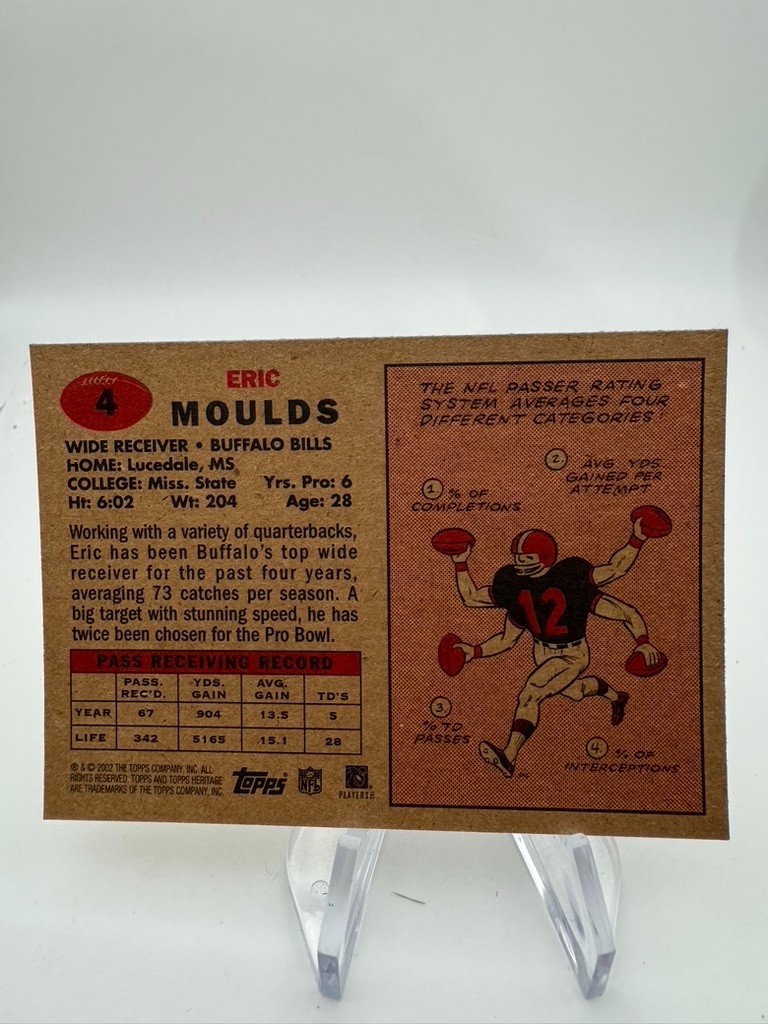 4
ERIC
MOULDS
WIDE RECEIVER • BUFFALO BILLS
HOME: Lucedale, MS
COLLEGE: Miss. State Yrs. Pro: 6
Ht: 6:02 Wt: 204 Age: 28
Working with a variety of quarterbacks,
Eric has been Buffalo's top wide
receiver for the past four years,
averaging 73 catches per season. A
big target with stunning speed, he has
twice been chosen for the Pro Bowl.
PASS RECEIVING RECORD
PASS. REC'D. YDS. GAIN AVG. GAIN TD'S
YEAR 67 904 13.5 5
LIFE 342 5165 15.1 28
® & © 2002 THE TOPPS COMPANY, INC. ALL
RIGHTS RESERVED. TOPPS AND TOPPS HERITAGE
ARE TRADEMARKS OF THE TOPPS COMPANY, INC.
topps
NFL
PLAYERS
THE NFL PASSER RATING
SYSTEM AVERAGES FOUR
DIFFERENT CATEGORIES:
1 % OF
COMPLETIONS
2 AVG YDS.
GAINED PER
ATTEMPT
12
3 % TD
PASSES
4. % OF
INTERCEPTIONS